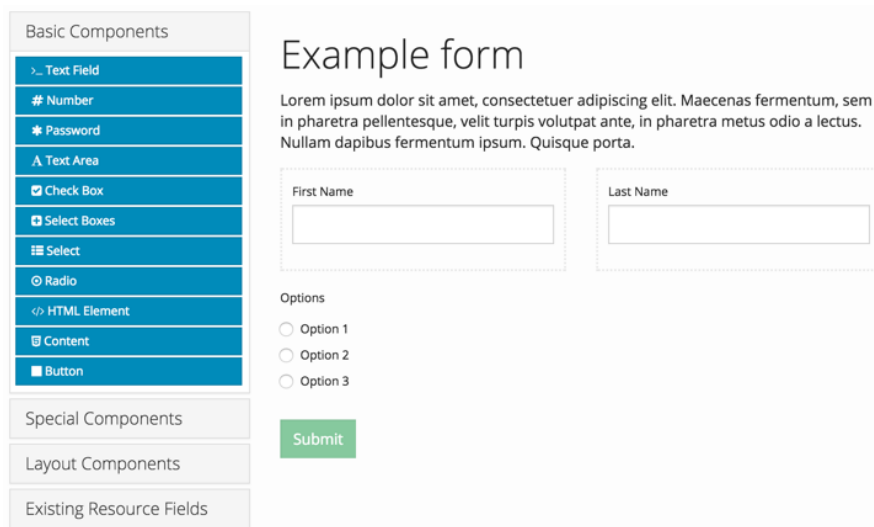 Basic Components
>_ Text Field
# Number
* Password
A Text Area
Check Box
Select Boxes
Select
Radio
</> HTML Element
Content
Button
Special Components
Layout Components
Existing Resource Fields
Example form
Lorem ipsum dolor sit amet, consectetuer adipiscing elit. Maecenas fermentum, sem
in pharetra pellentesque, velit turpis volutpat ante, in pharetra metus odio a lectus.
Nullam dapibus fermentum ipsum. Quisque porta.
First Name
Last Name
Options
Option 1
Option 2
Option 3
Submit